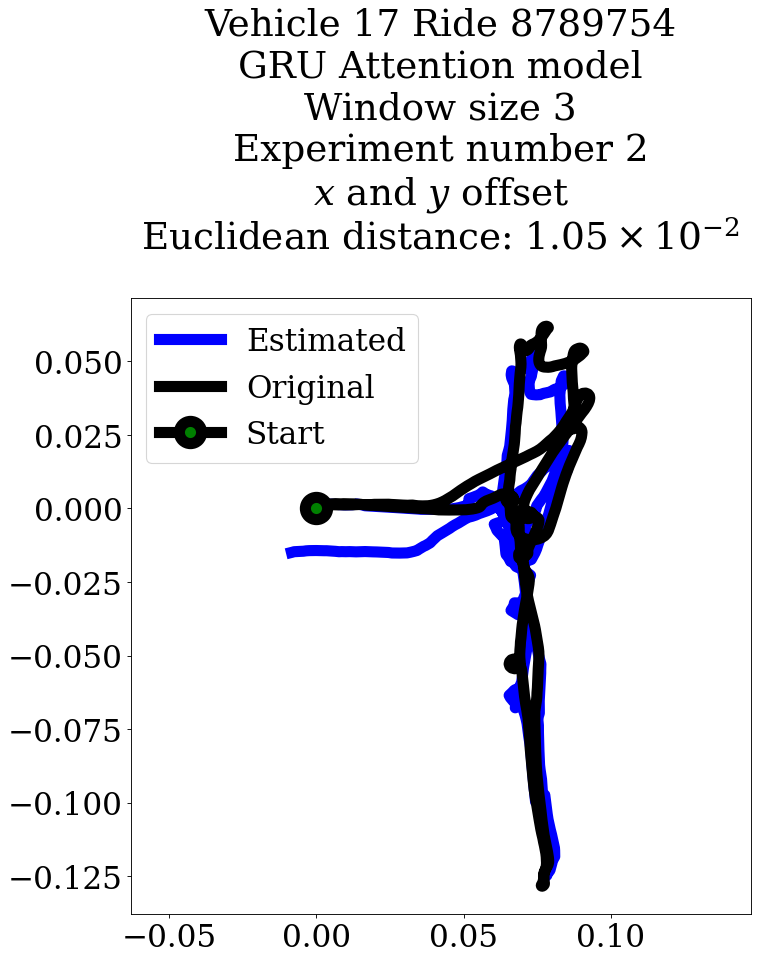 Vehicle 17 Ride 8789754
GRU Attention model
Window size 3
Experiment number 2
x and y offset
Euclidean distance: 1.05 × 10⁻²
Estimated
Original
Start
0.050
0.025
0.000
−0.025
−0.050
−0.075
−0.100
−0.125
−0.05 0.00 0.05 0.10